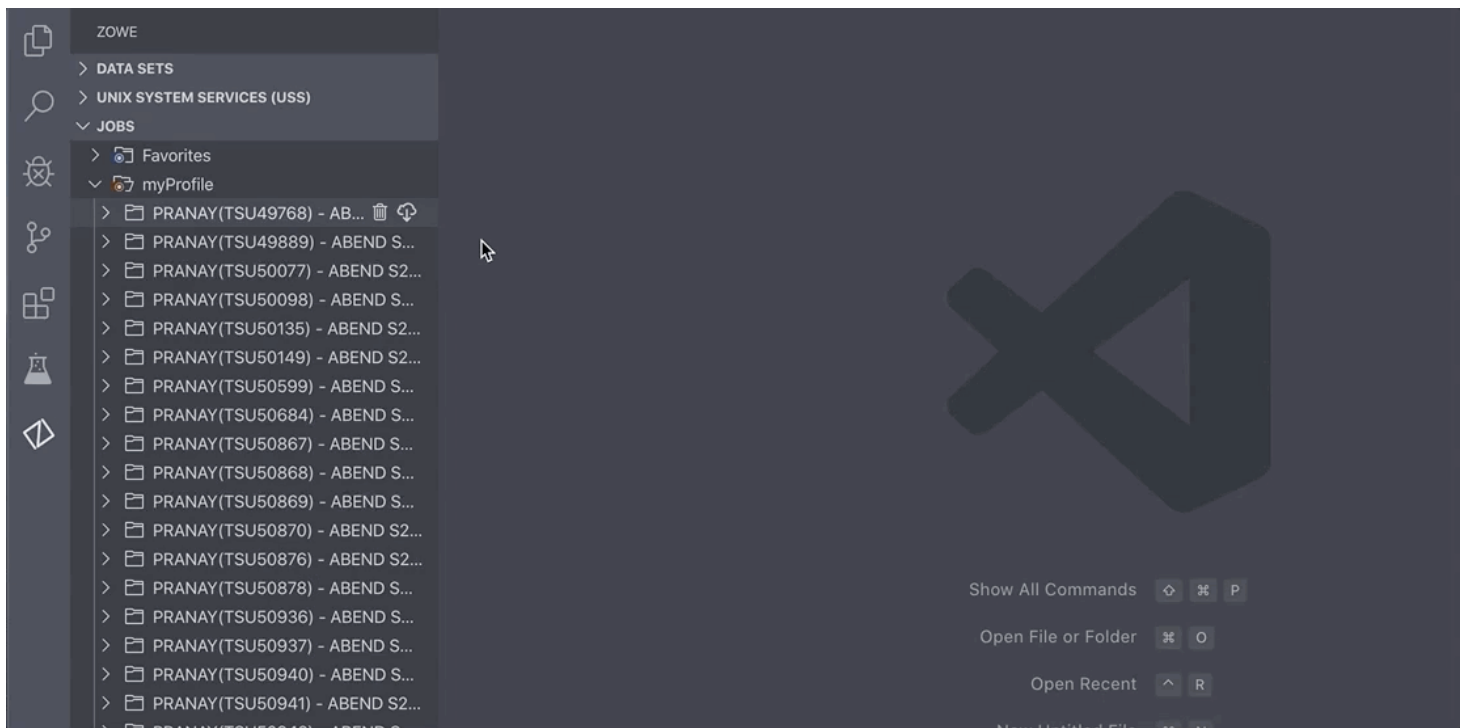 ZOWE
DATA SETS
UNIX SYSTEM SERVICES (USS)
JOBS
Favorites
myProfile
PRANAY(TSU49768) - AB...
PRANAY(TSU49889) - ABEND S...
PRANAY(TSU50077) - ABEND S2...
PRANAY(TSU50098) - ABEND S...
PRANAY(TSU50135) - ABEND S2...
PRANAY(TSU50149) - ABEND S2...
PRANAY(TSU50599) - ABEND S...
PRANAY(TSU50684) - ABEND S...
PRANAY(TSU50867) - ABEND S...
PRANAY(TSU50868) - ABEND S...
PRANAY(TSU50869) - ABEND S...
PRANAY(TSU50870) - ABEND S2...
PRANAY(TSU50876) - ABEND S2...
PRANAY(TSU50878) - ABEND S...
PRANAY(TSU50936) - ABEND S...
PRANAY(TSU50937) - ABEND S...
PRANAY(TSU50940) - ABEND S...
PRANAY(TSU50941) - ABEND S2...
Show All Commands ⇧ ⌘ P
Open File or Folder ⌘ O
Open Recent ^ R
New Untitled File